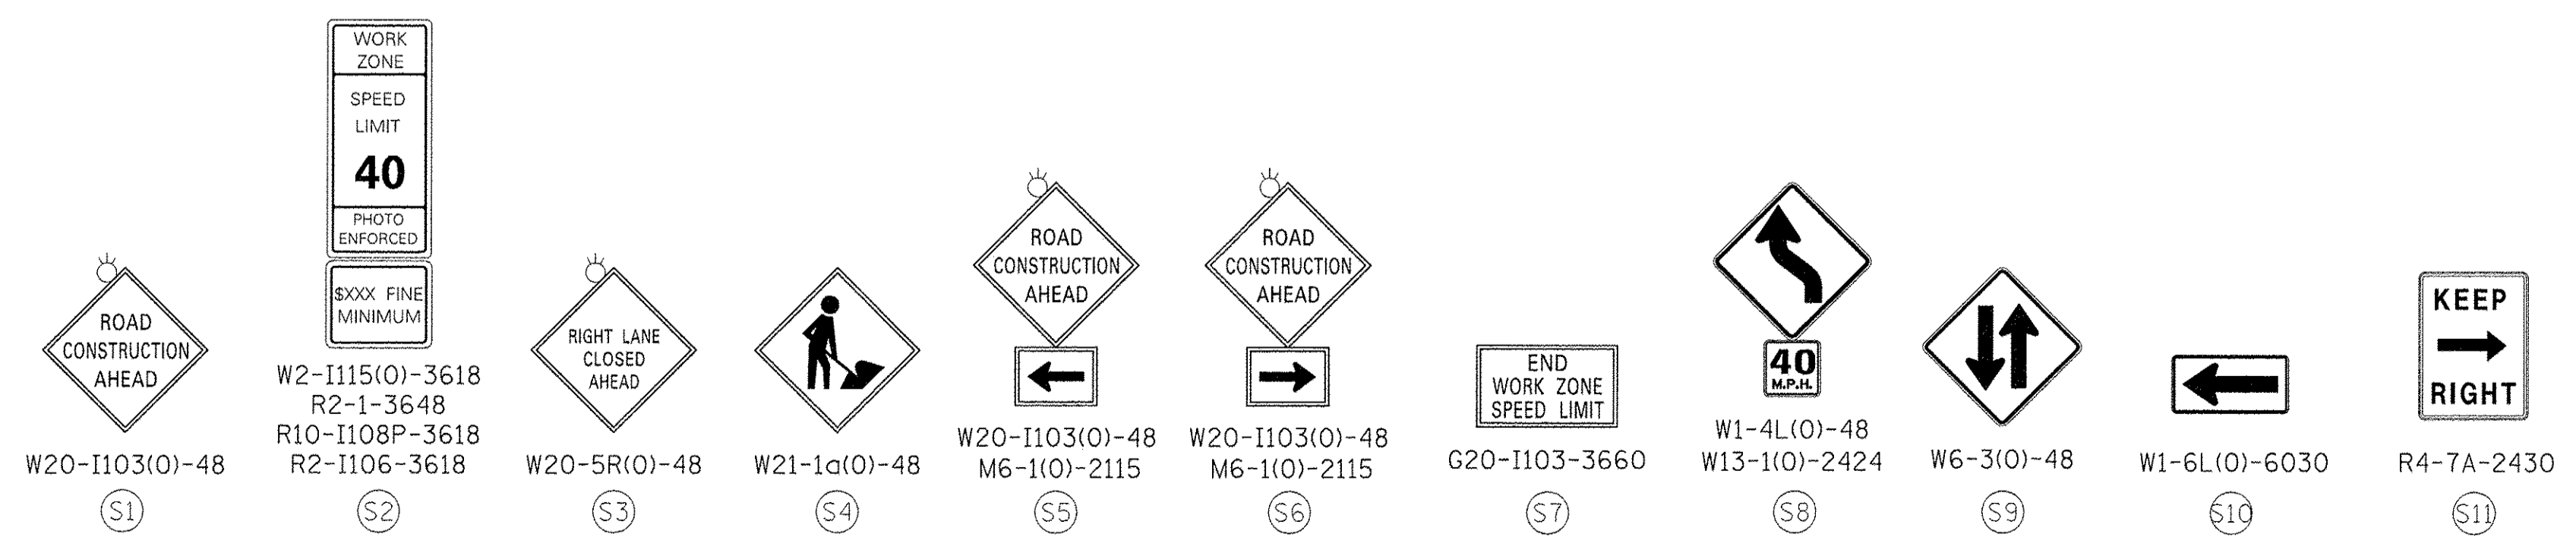 ROAD
CONSTRUCTION
AHEAD
W20-I103(O)-48
S1
WORK
ZONE
SPEED
LIMIT
40
PHOTO
ENFORCED
$XXX FINE
MINIMUM
W2-I115(O)-3618
R2-1-3648
R10-I108P-3618
R2-I106-3618
S2
RIGHT LANE
CLOSED
AHEAD
W20-5R(O)-48
S3
W21-1a(O)-48
S4
ROAD
CONSTRUCTION
AHEAD
W20-I103(O)-48
M6-1(O)-2115
S5
ROAD
CONSTRUCTION
AHEAD
W20-I103(O)-48
M6-1(O)-2115
S6
END
WORK ZONE
SPEED LIMIT
G20-I103-3660
S7
40
M.P.H.
W1-4L(O)-48
W13-1(O)-2424
S8
W6-3(O)-48
S9
W1-6L(O)-6030
S10
KEEP
RIGHT
R4-7A-2430
S11